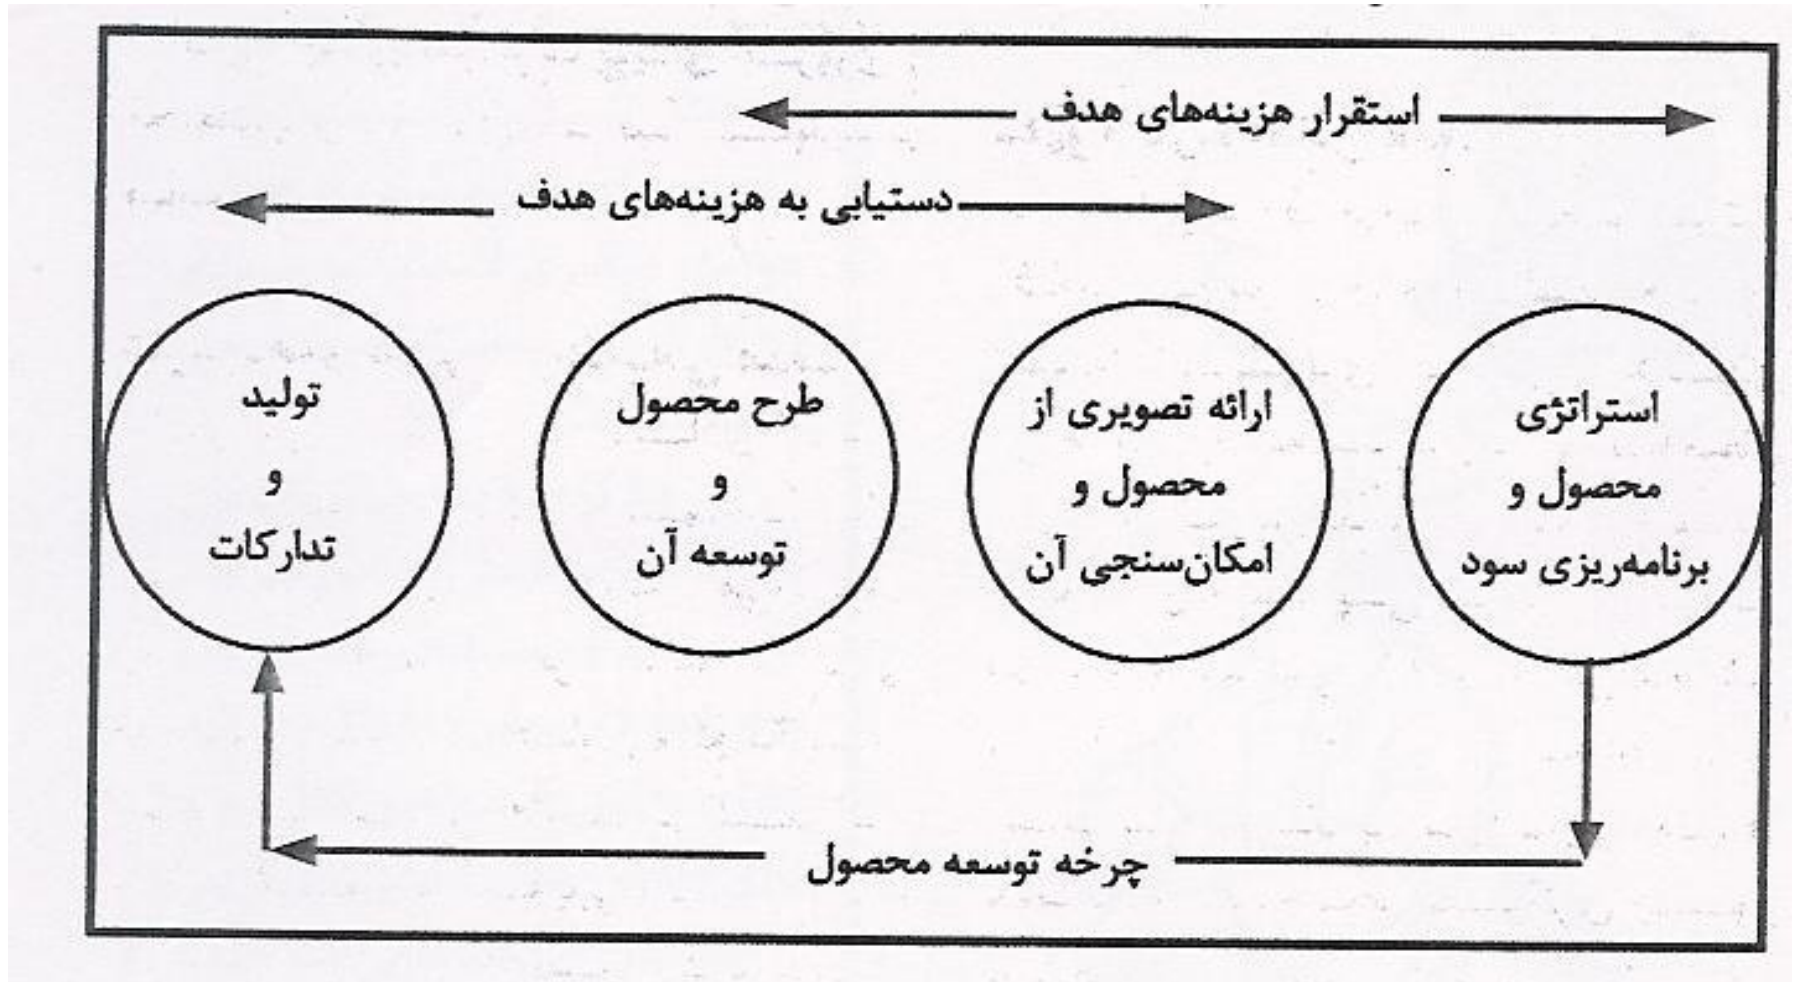 استقرار هزینه‌های هدف
دستیابی به هزینه‌های هدف
استراتژی
محصول و
برنامه‌ریزی سود
ارائه تصویری از
محصول و
امکان‌سنجی آن
طرح محصول
و
توسعه آن
تولید
و
تدارکات
چرخه توسعه محصول